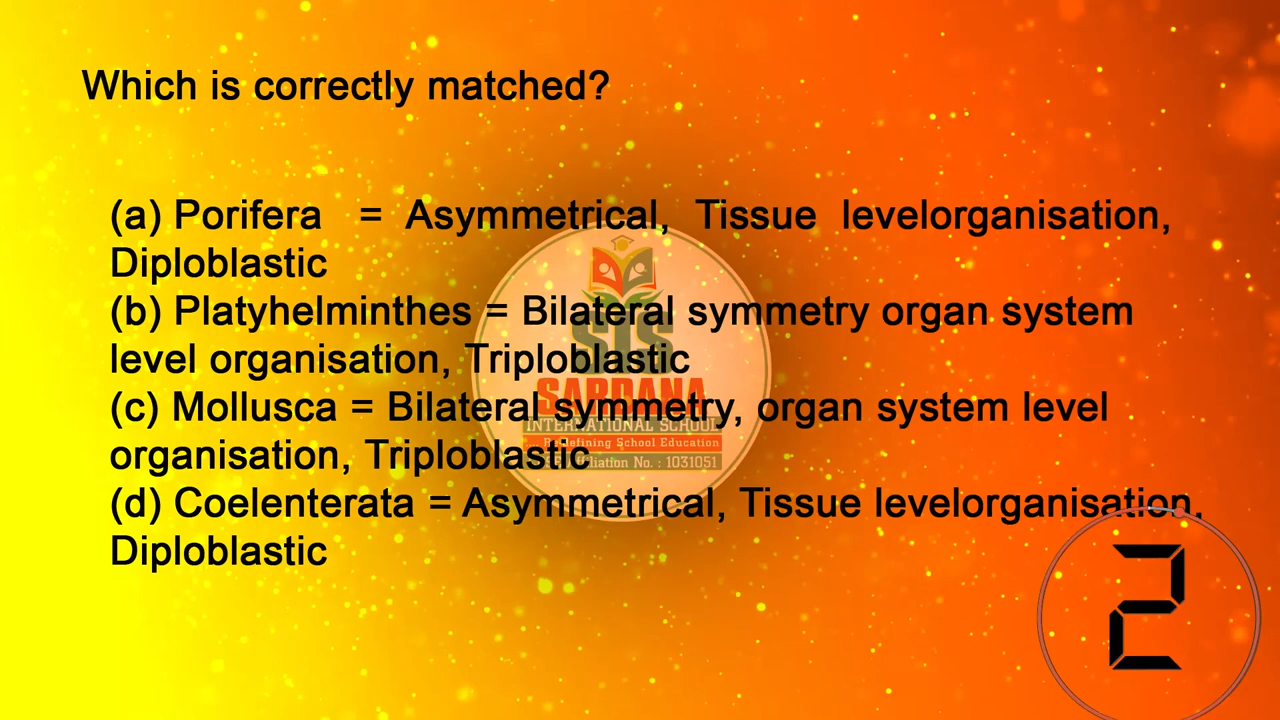 Which is correctly matched?
(a) Porifera = Asymmetrical, Tissue levelorganisation,
Diploblastic
(b) Platyhelminthes = Bilateral symmetry organ system
level organisation, Triploblastic
(c) Mollusca = Bilateral symmetry, organ system level
organisation, Triploblastic
(d) Coelenterata = Asymmetrical, Tissue levelorganisation,
Diploblastic
SIS
SARDANA
INTERNATIONAL SCHOOL
Redefining School Education
Affiliation No. : 1031051
2